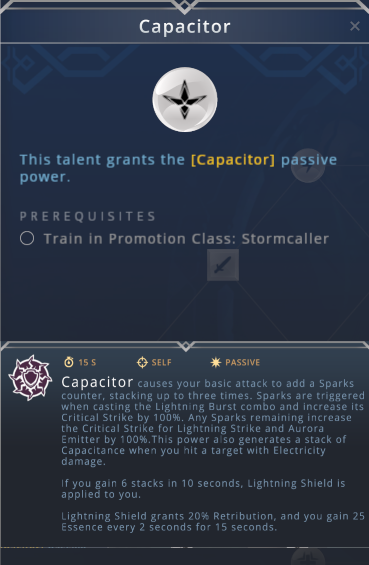 Capacitor
This talent grants the [Capacitor] passive
power.
PREREQUISITES
Train in Promotion Class: Stormcaller
15 S SELF PASSIVE
Capacitor causes your basic attack to add a Sparks
counter, stacking up to three times. Sparks are triggered
when casting the Lightning Burst combo and increase its
Critical Strike by 100%. Any Sparks remaining increase
the Critical Strike for Lightning Strike and Aurora
Emitter by 100%.This power also generates a stack of
Capacitance when you hit a target with Electricity
damage.
If you gain 6 stacks in 10 seconds, Lightning Shield is
applied to you.
Lightning Shield grants 20% Retribution, and you gain 25
Essence every 2 seconds for 15 seconds.